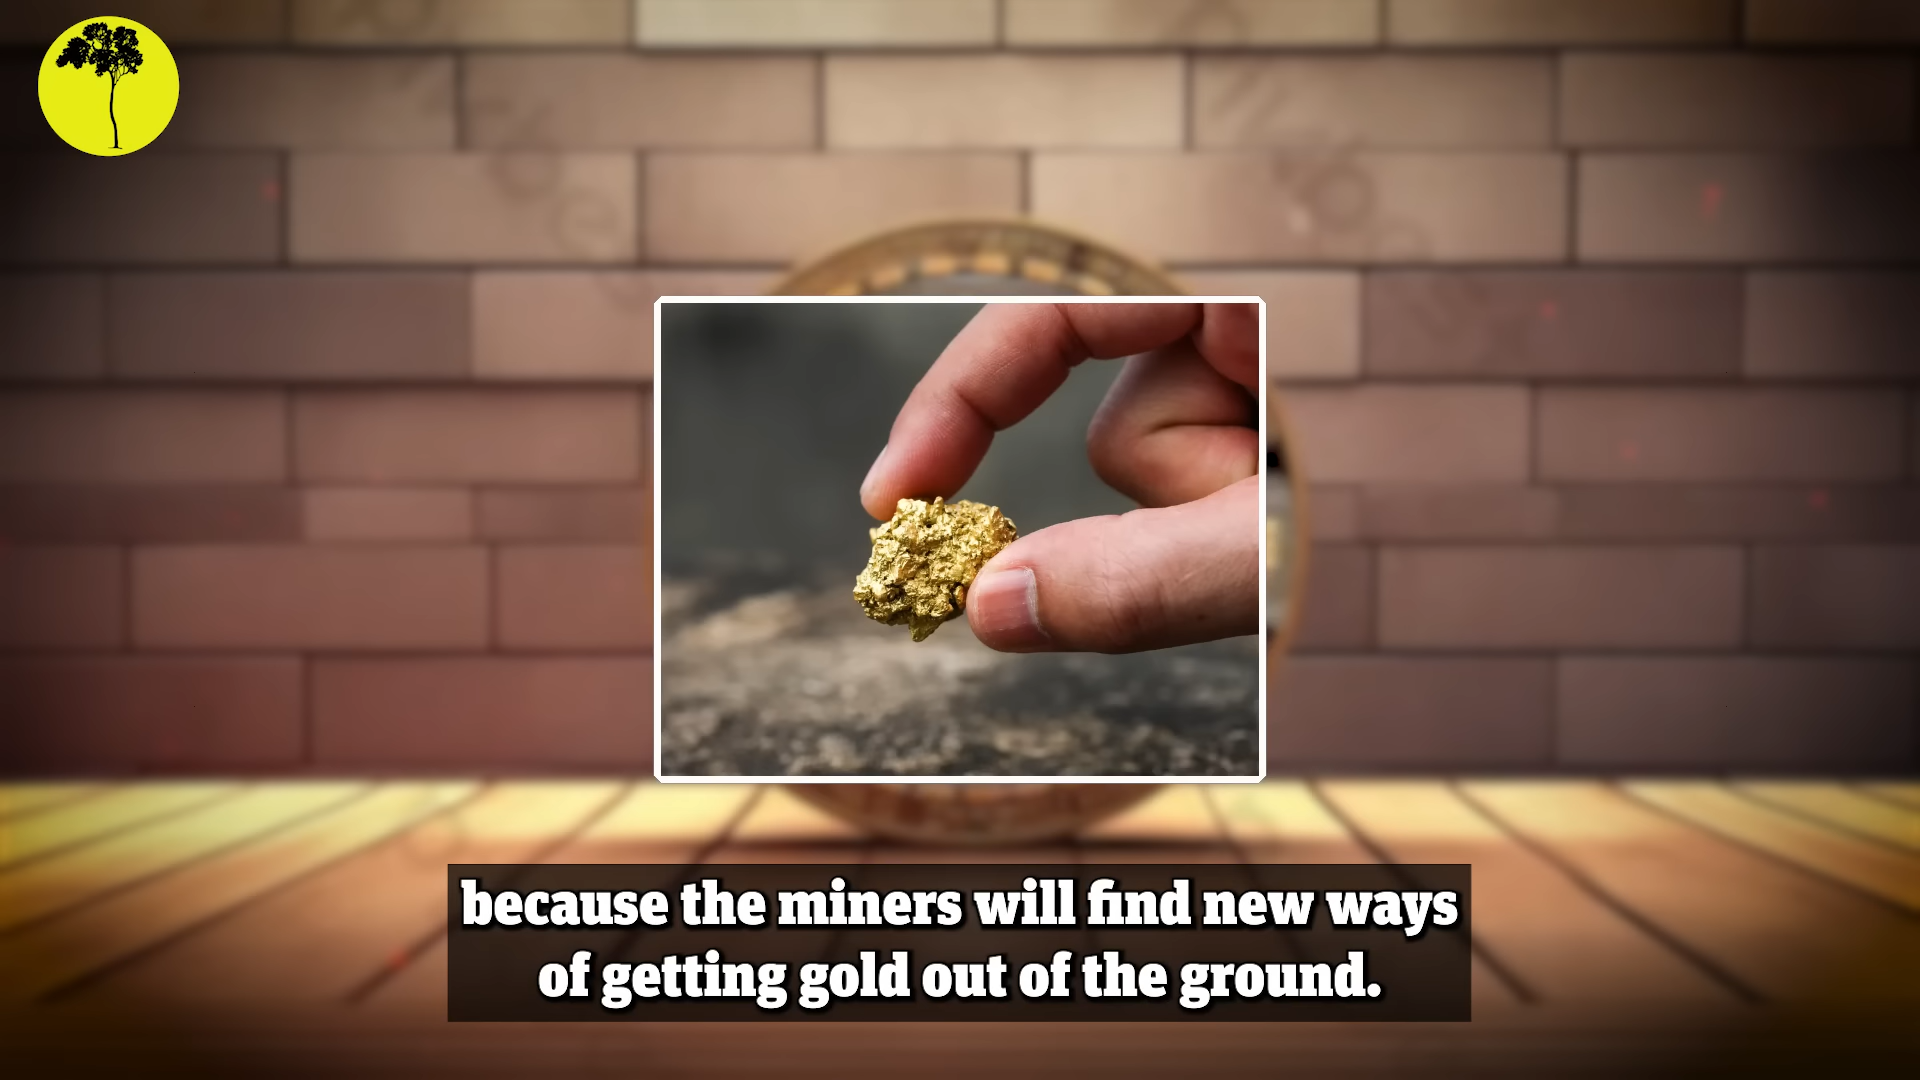 because the miners will find new ways
of getting gold out of the ground.